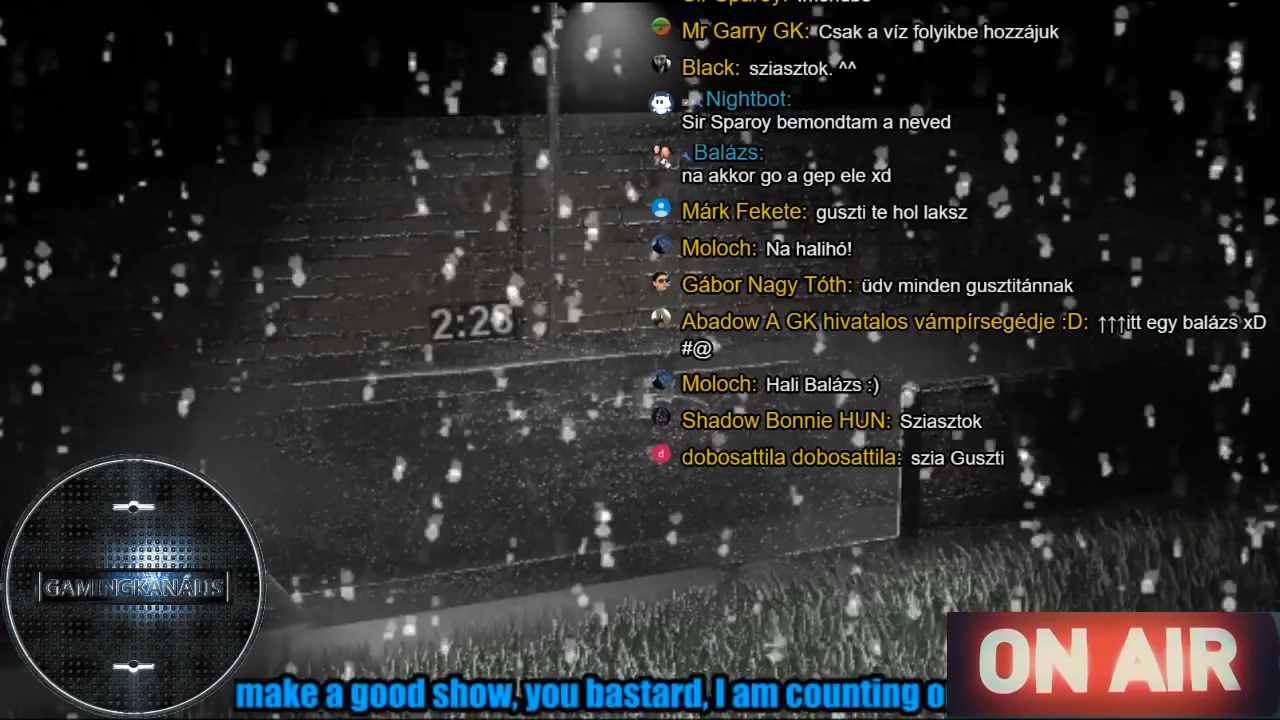 Mr Garry GK: Csak a víz folyikbe hozzájuk
Black: sziasztok. ^^
Nightbot:
Sir Sparoy bemondtam a neved
Balázs:
na akkor go a gep ele xd
Márk Fekete: guszti te hol laksz
Moloch: Na halihó!
Gábor Nagy Tóth: üdv minden gusztitánnak
Abadow A GK hivatalos vámpírsegédje :D: ↑↑↑itt egy balázs xD
#@
2:28
Moloch: Hali Balázs :)
Shadow Bonnie HUN: Sziasztok
dobosattila dobosattila: szia Guszti
GAMINGKANÁLIS
ON AIR
make a good show, you bastard, I am counting